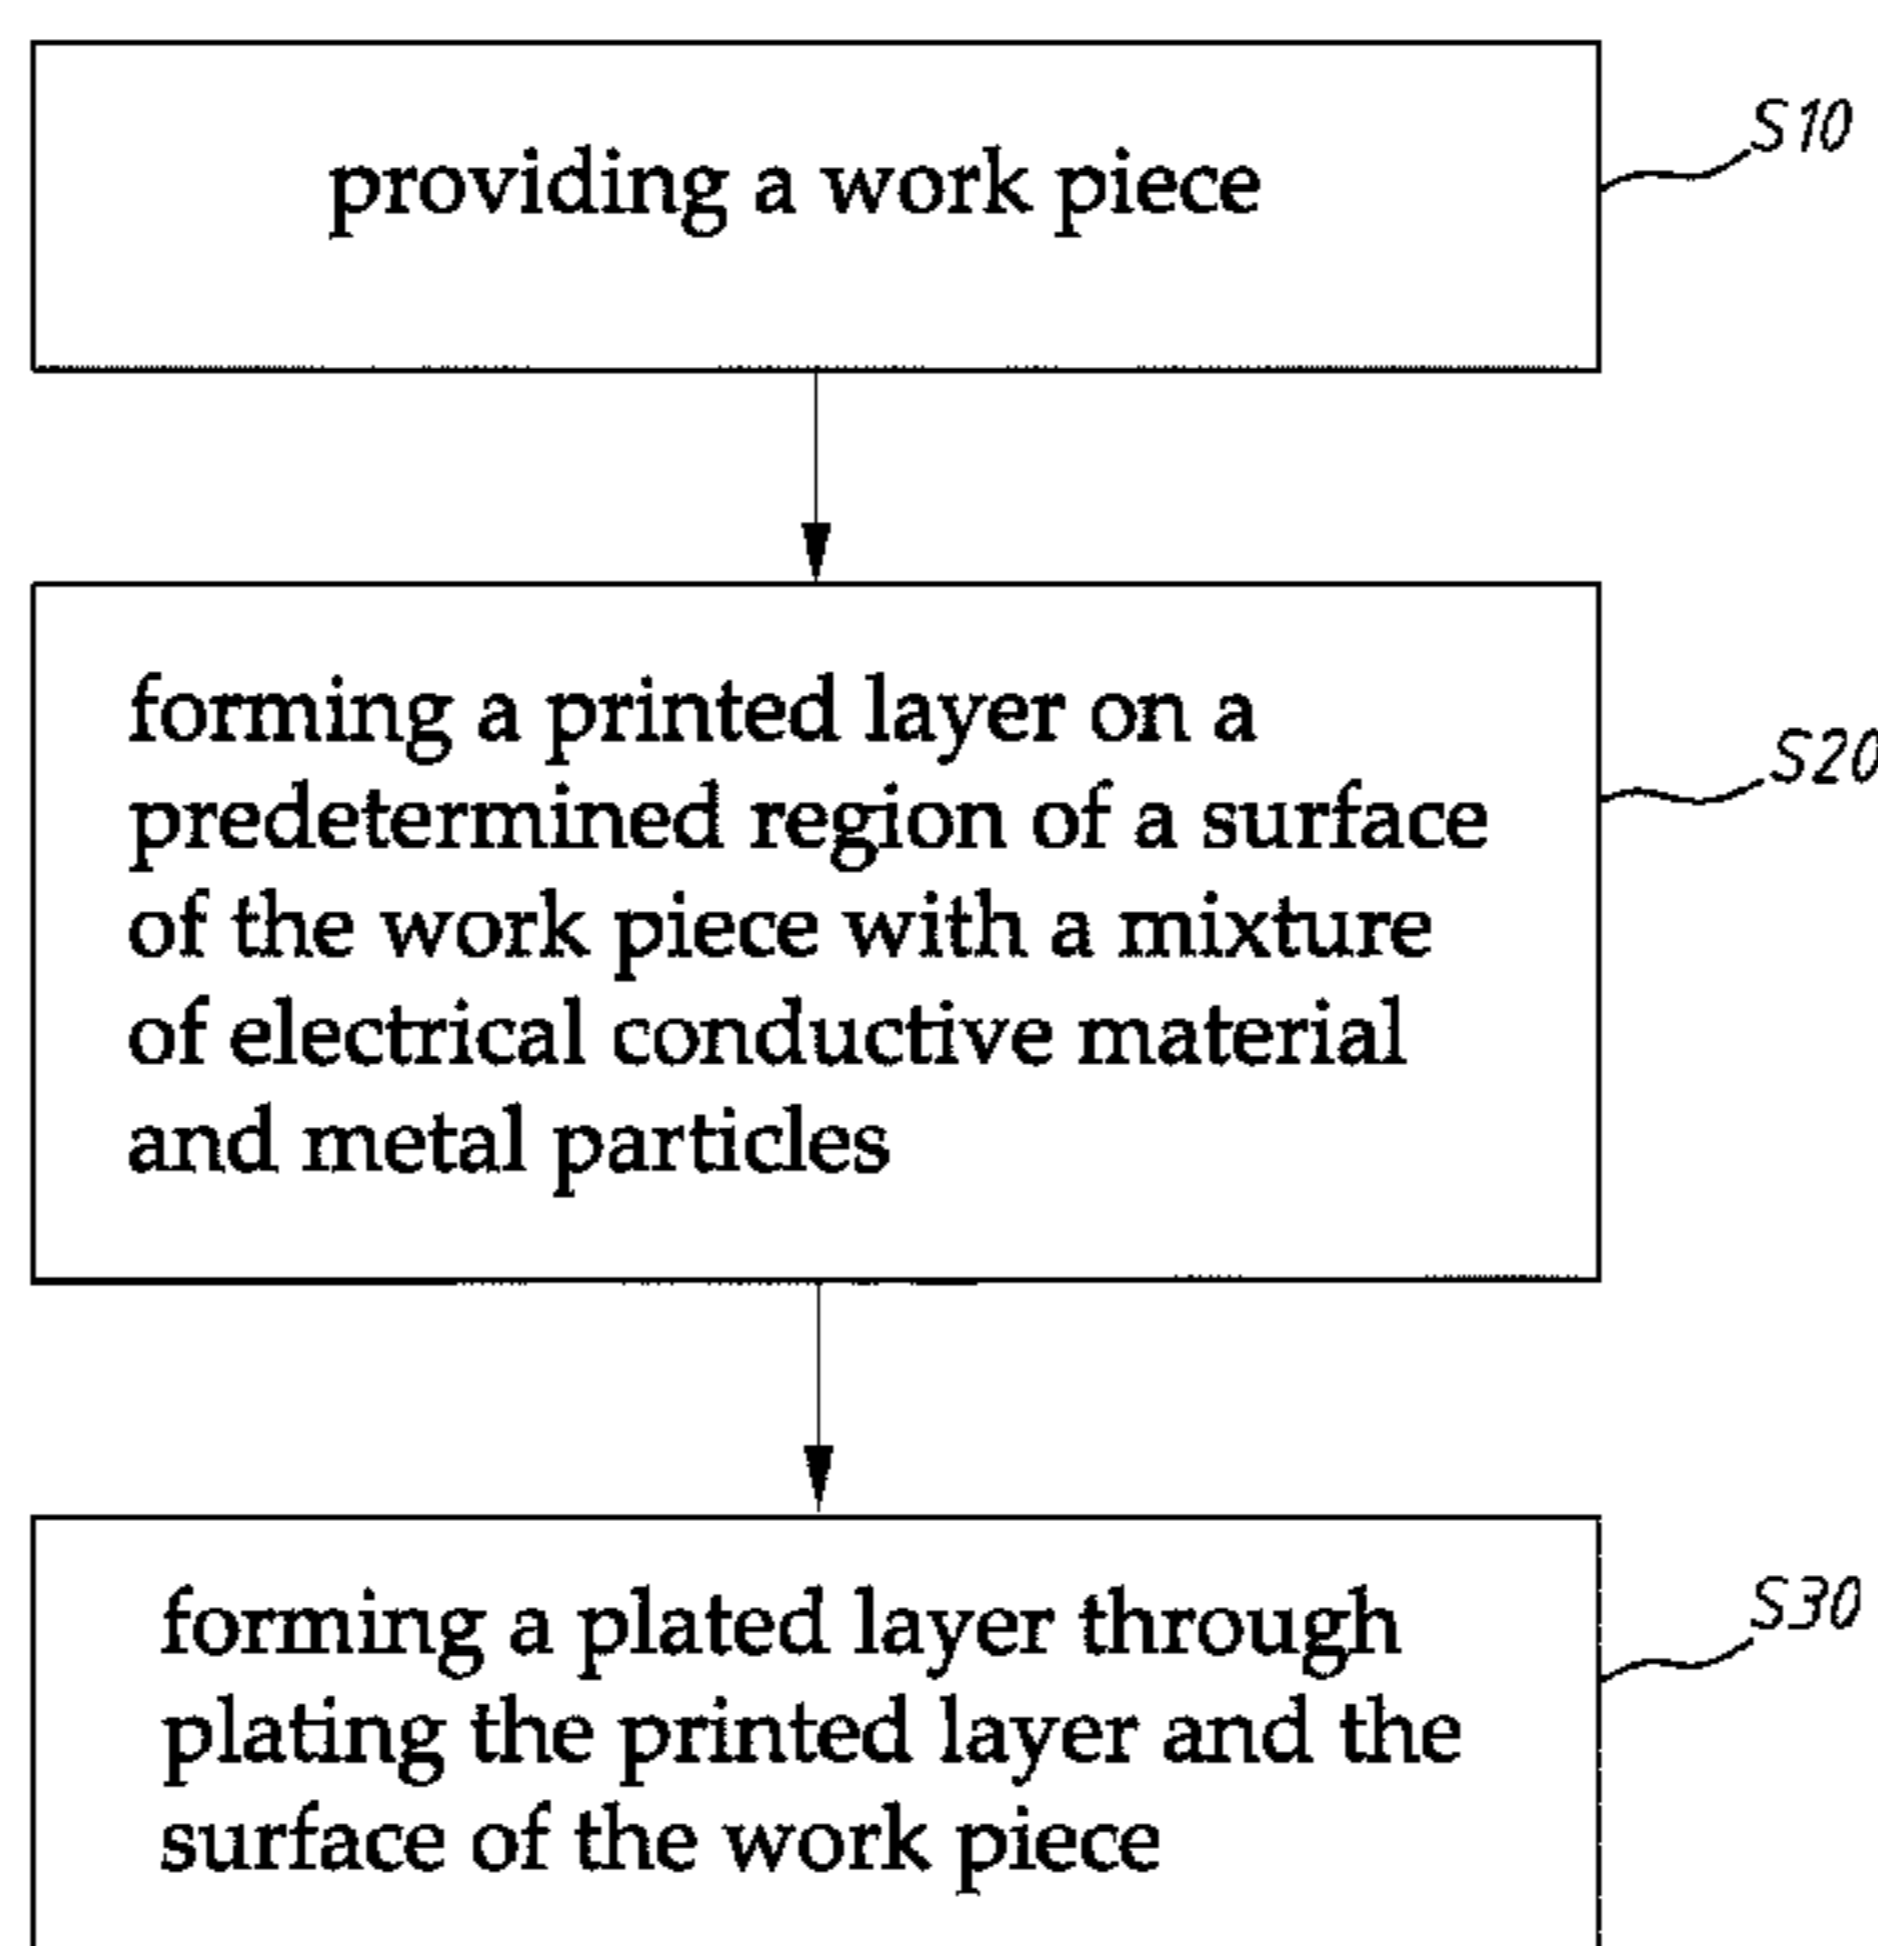 providing a work piece
S10
forming a printed layer on a
predetermined region of a surface
of the work piece with a mixture
of electrical conductive material
and metal particles
S20
forming a plated layer through
plating the printed layer and the
surface of the work piece
S30